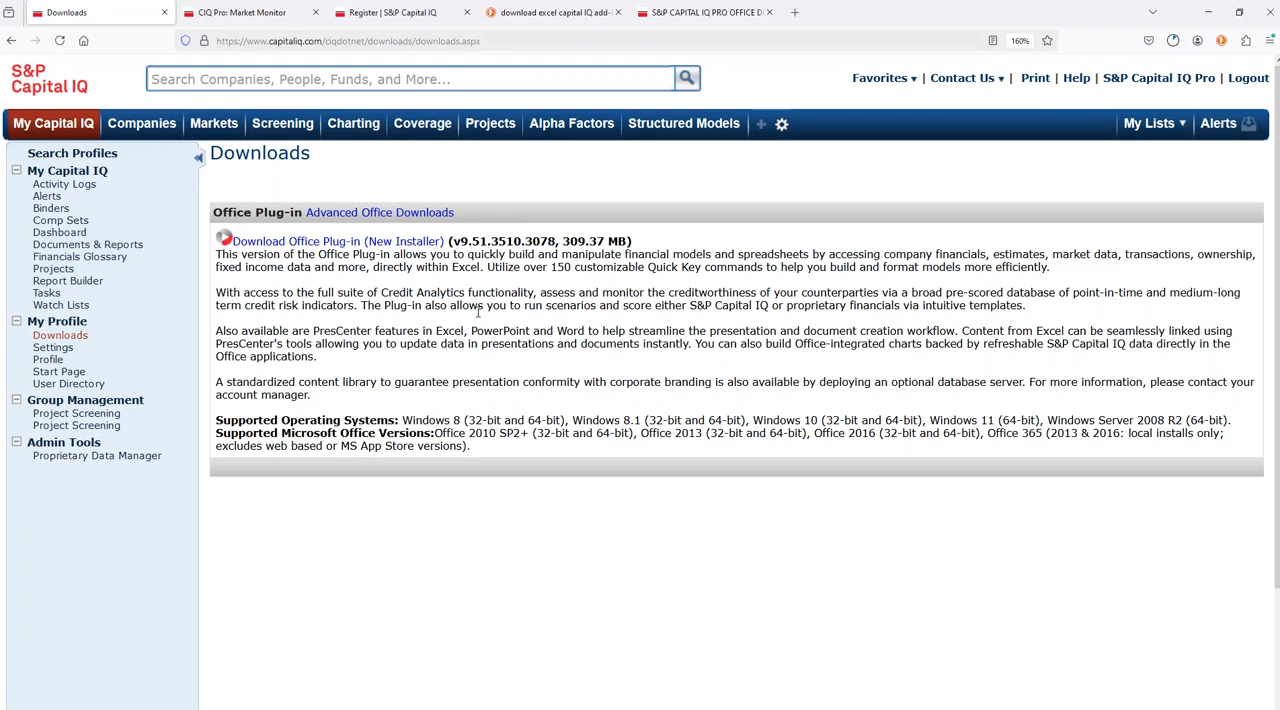 Downloads
CIQ Pro: Market Monitor
Register | S&P Capital IQ
download excel capital IQ add-
S&P CAPITAL IQ PRO OFFICE D
https://www.capitaliq.com/ciqdotnet/downloads/downloads.aspx
160%
S&P
Capital IQ
Search Companies, People, Funds, and More...
Favorites ▾ | Contact Us ▾ | Print | Help | S&P Capital IQ Pro | Logout
My Capital IQ Companies Markets Screening Charting Coverage Projects Alpha Factors Structured Models My Lists ▾ Alerts
Search Profiles
My Capital IQ
Activity Logs
Alerts
Binders
Comp Sets
Dashboard
Documents & Reports
Financials Glossary
Projects
Report Builder
Tasks
Watch Lists
My Profile
Downloads
Settings
Profile
Start Page
User Directory
Group Management
Project Screening
Project Screening
Admin Tools
Proprietary Data Manager
Downloads
Office Plug-in Advanced Office Downloads
Download Office Plug-in (New Installer) (v9.51.3510.3078, 309.37 MB)
This version of the Office Plug-in allows you to quickly build and manipulate financial models and spreadsheets by accessing company financials, estimates, market data, transactions, ownership,
fixed income data and more, directly within Excel. Utilize over 150 customizable Quick Key commands to help you build and format models more efficiently.
With access to the full suite of Credit Analytics functionality, assess and monitor the creditworthiness of your counterparties via a broad pre-scored database of point-in-time and medium-long
term credit risk indicators. The Plug-in also allows you to run scenarios and score either S&P Capital IQ or proprietary financials via intuitive templates.
Also available are PresCenter features in Excel, PowerPoint and Word to help streamline the presentation and document creation workflow. Content from Excel can be seamlessly linked using
PresCenter's tools allowing you to update data in presentations and documents instantly. You can also build Office-integrated charts backed by refreshable S&P Capital IQ data directly in the
Office applications.
A standardized content library to guarantee presentation conformity with corporate branding is also available by deploying an optional database server. For more information, please contact your
account manager.
Supported Operating Systems: Windows 8 (32-bit and 64-bit), Windows 8.1 (32-bit and 64-bit), Windows 10 (32-bit and 64-bit), Windows 11 (64-bit), Windows Server 2008 R2 (64-bit).
Supported Microsoft Office Versions:Office 2010 SP2+ (32-bit and 64-bit), Office 2013 (32-bit and 64-bit), Office 2016 (32-bit and 64-bit), Office 365 (2013 & 2016: local installs only;
excludes web based or MS App Store versions).